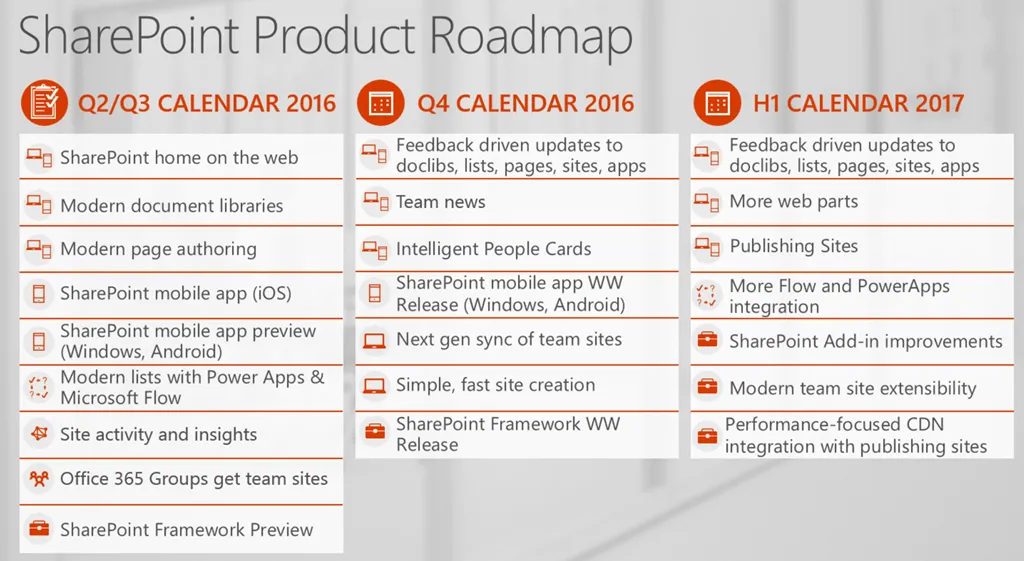 SharePoint Product Roadmap
Q2/Q3 CALENDAR 2016
SharePoint home on the web
Modern document libraries
Modern page authoring
SharePoint mobile app (iOS)
SharePoint mobile app preview
(Windows, Android)
Modern lists with Power Apps &
Microsoft Flow
Site activity and insights
Office 365 Groups get team sites
SharePoint Framework Preview
Q4 CALENDAR 2016
Feedback driven updates to
doclibs, lists, pages, sites, apps
Team news
Intelligent People Cards
SharePoint mobile app WW
Release (Windows, Android)
Next gen sync of team sites
Simple, fast site creation
SharePoint Framework WW
Release
H1 CALENDAR 2017
Feedback driven updates to
doclibs, lists, pages, sites, apps
More web parts
Publishing Sites
More Flow and PowerApps
integration
SharePoint Add-in improvements
Modern team site extensibility
Performance-focused CDN
integration with publishing sites